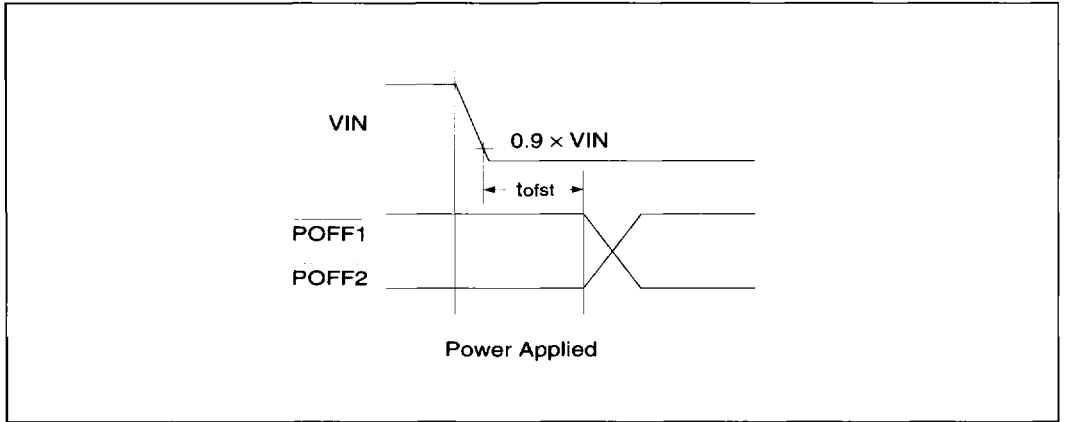 VIN
0.9 × VIN
tofst
POFF1
POFF2
Power Applied